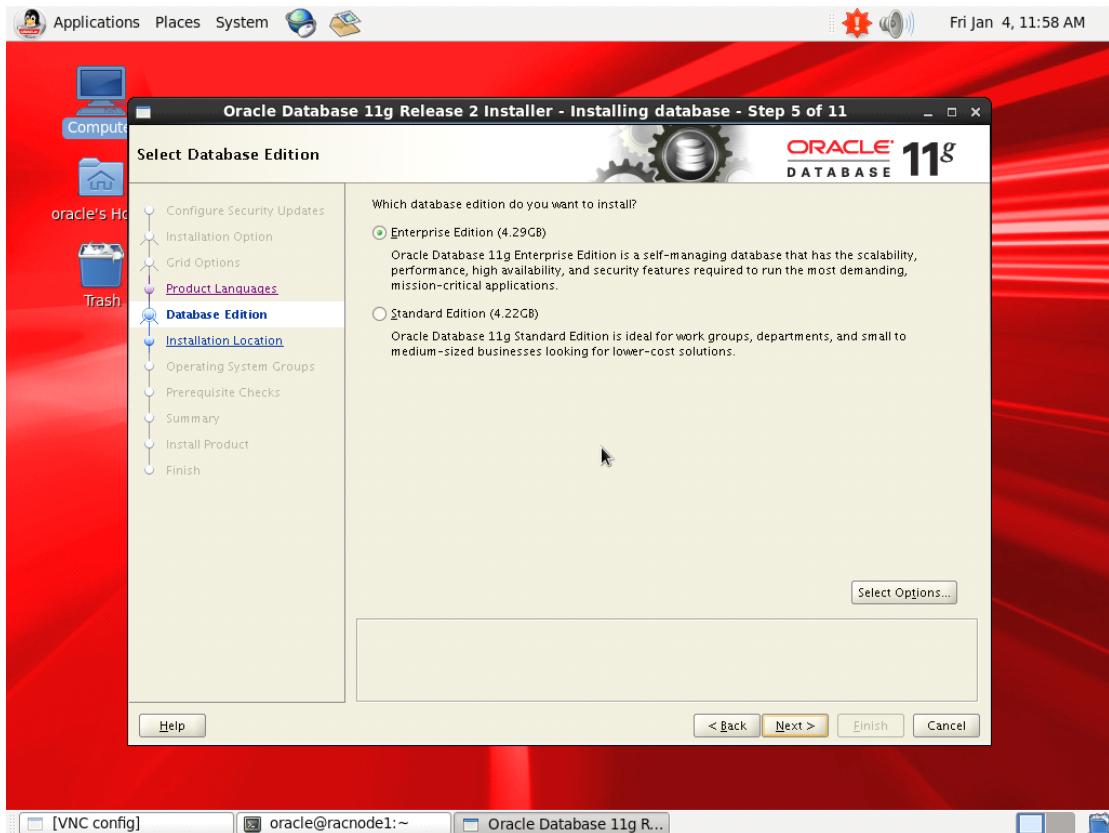 Applications Places System
Fri Jan 4, 11:58 AM
Oracle Database 11g Release 2 Installer - Installing database - Step 5 of 11
Select Database Edition
ORACLE
DATABASE
11g
Compute
oracle's Ho
Trash
Configure Security Updates
Installation Option
Grid Options
Product Languages
Database Edition
Installation Location
Operating System Groups
Prerequisite Checks
Summary
Install Product
Finish
Which database edition do you want to install?
Enterprise Edition (4.29GB)
Oracle Database 11g Enterprise Edition is a self-managing database that has the scalability,
performance, high availability, and security features required to run the most demanding,
mission-critical applications.
Standard Edition (4.22GB)
Oracle Database 11g Standard Edition is ideal for work groups, departments, and small to
medium-sized businesses looking for lower-cost solutions.
Select Options...
Help
< Back
Next >
Finish
Cancel
[VNC config]
oracle@racnode1:~
Oracle Database 11g R...